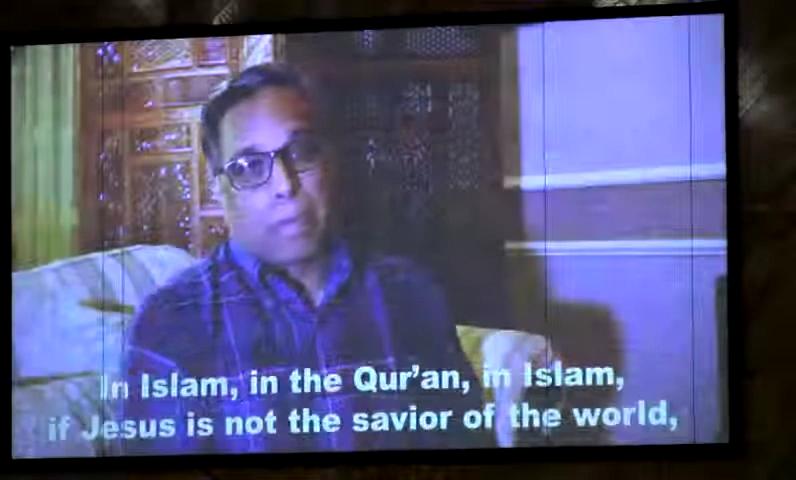 In Islam, in the Qur'an, in Islam,
if Jesus is not the savior of the world,